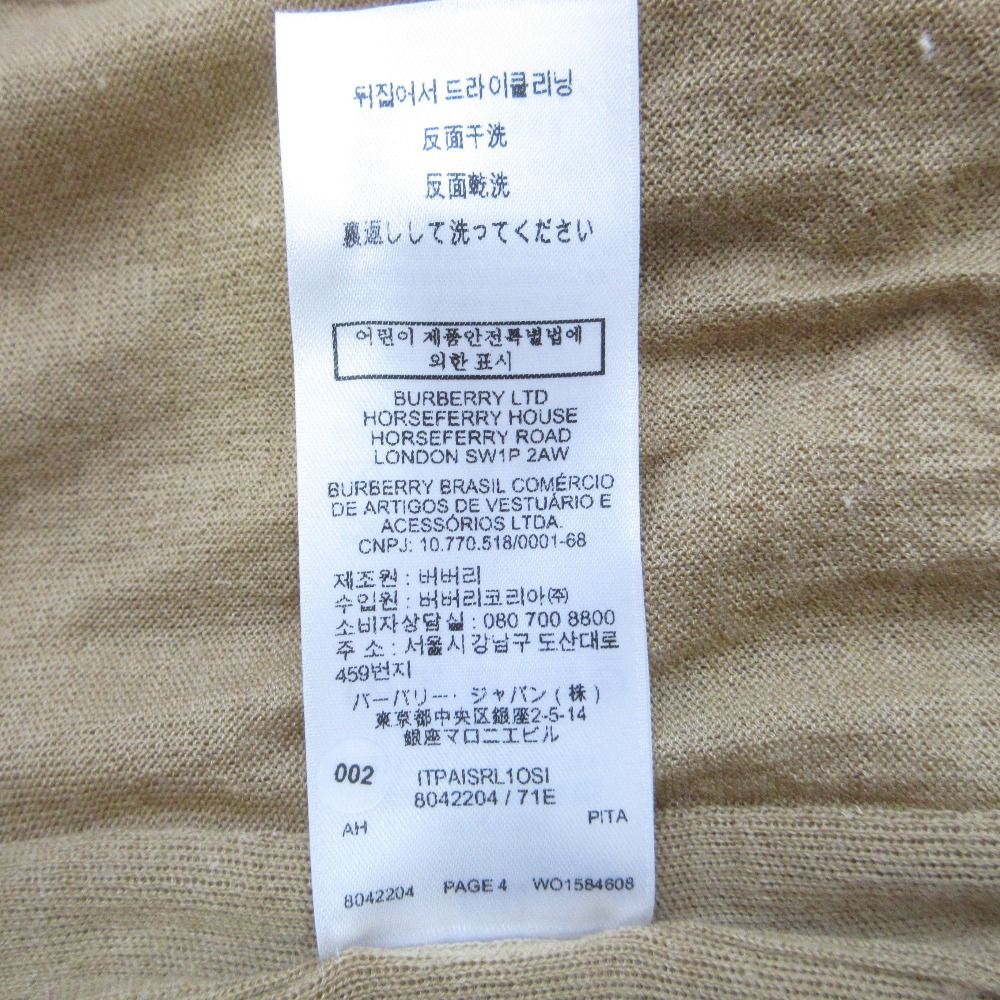 뒤집어서 드라이클리닝
反面干洗
反面乾洗
裏返しして洗ってください
어린이 제품안전특별법에
의한 표시
BURBERRY LTD
HORSEFERRY HOUSE
HORSEFERRY ROAD
LONDON SW1P 2AW
BURBERRY BRASIL COMÉRCIO
DE ARTIGOS DE VESTUÁRIO E
ACESSÓRIOS LTDA.
CNPJ: 10.770.518/0001-68
제조원 : 버버리
수입원 : 버버리코리아㈜
소비자상담실 : 080 700 8800
주 소 : 서울시 강남구 도산대로
459번지
バーバリー・ジャパン ( 株 )
東京都中央区銀座2-5-14
銀座マロニエビル
002 ITPAISRL1OSI
8042204 / 71E
AH PITA
8042204 PAGE 4 WO1584608